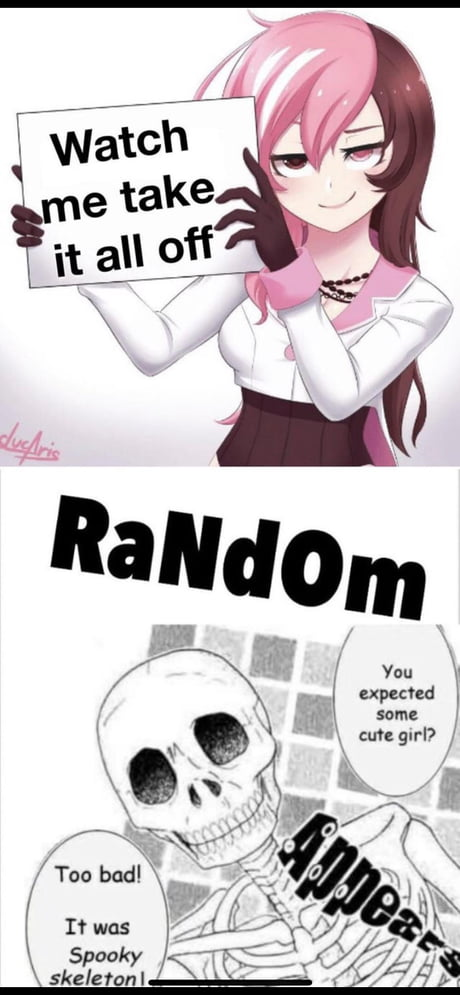 Watch
me take
it all off
ducAris
RaNdOm
You
expected
some
cute girl?
Appears
Too bad!
It was
Spooky
skeleton!